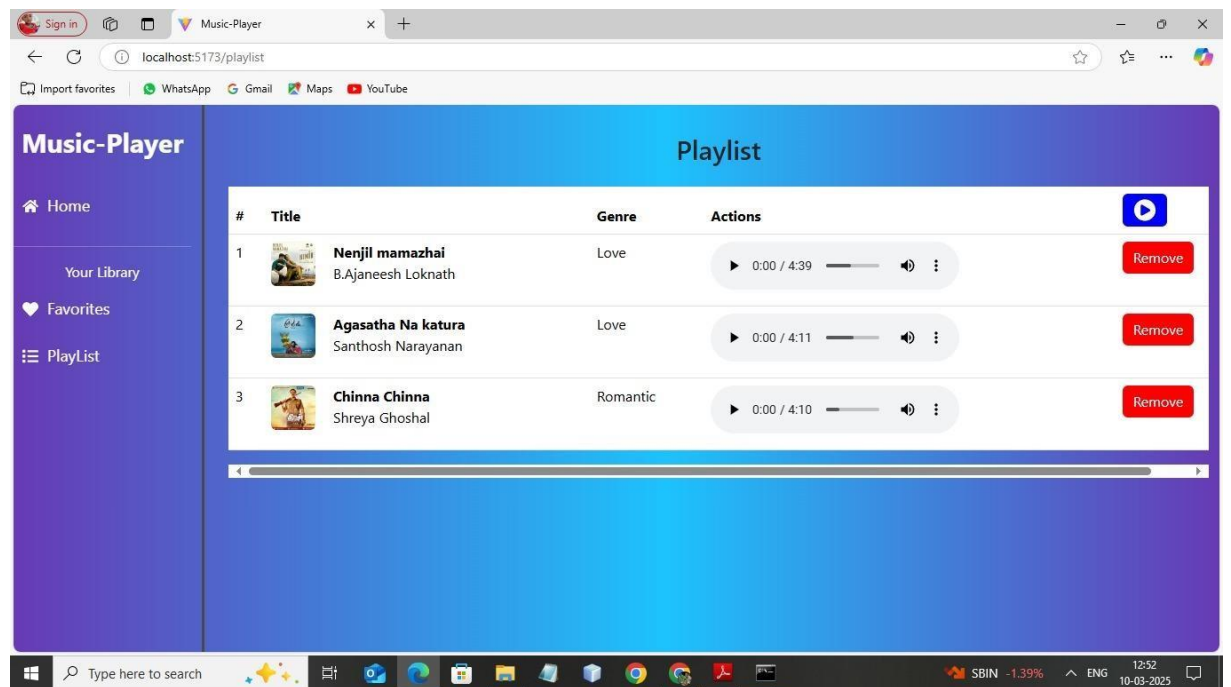 Sign in
Music-Player
localhost:5173/playlist
Import favorites WhatsApp Gmail Maps YouTube
Music-Player
Home
Your Library
Favorites
PlayList
Playlist
# Title Genre Actions
1 Nenjil mamazhai Love 0:00 / 4:39 Remove
B.Ajaneesh Loknath
2 Agasatha Na katura Love 0:00 / 4:11 Remove
Santhosh Narayanan
3 Chinna Chinna Romantic 0:00 / 4:10 Remove
Shreya Ghoshal
Type here to search
SBIN -1.39% ENG
12:52
10-03-2025